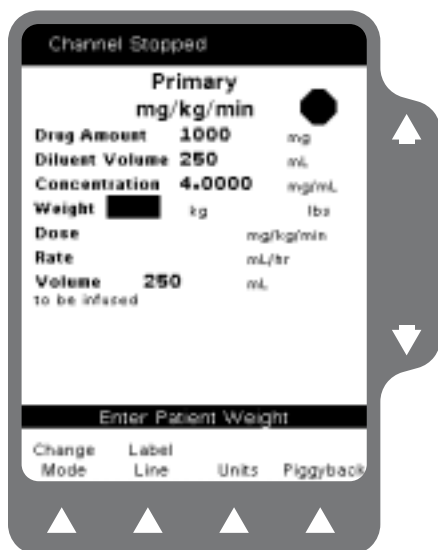 Channel Stopped
Primary
mg/kg/min
Drug Amount 1000 mg
Diluent Volume 250 mL
Concentration 4.0000 mg/mL
Weight kg lbs
Dose mg/kg/min
Rate mL/hr
Volume 250 mL
to be infused
Enter Patient Weight
Change Label
Mode Line Units Piggyback